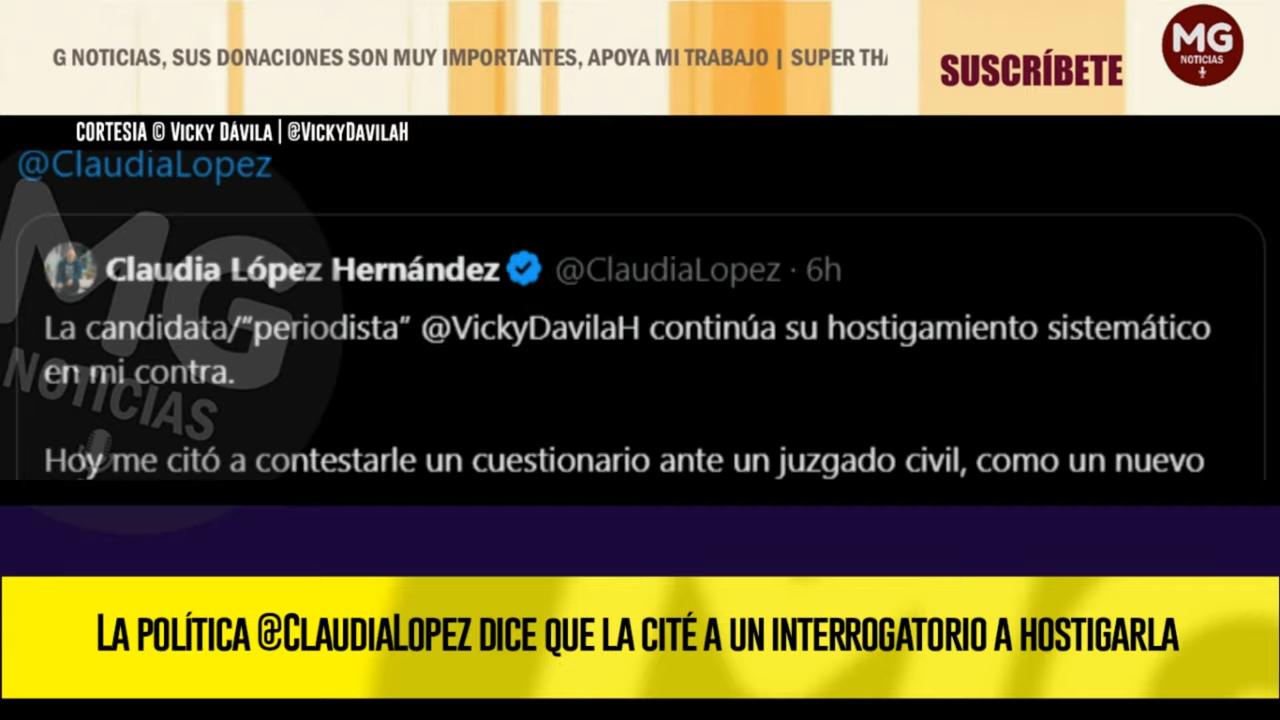 G NOTICIAS, SUS DONACIONES SON MUY IMPORTANTES, APOYA MI TRABAJO | SUPER
SUSCRÍBETE
MG
NOTICIAS
CORTESIA © VICKY DÁVILA | @VICKYDAVILAH
@ClaudiaLopez
Claudia López Hernández @ClaudiaLopez · 6h
La candidata/"periodista" @VickyDavilaH continúa su hostigamiento sistemático
en mi contra.
Hoy me citó a contestarle un cuestionario ante un juzgado civil, como un nuevo
MG
NOTICIAS
LA POLÍTICA @CLAUDIALOPEZ DICE QUE LA CITÉ A UN INTERROGATORIO A HOSTIGARLA